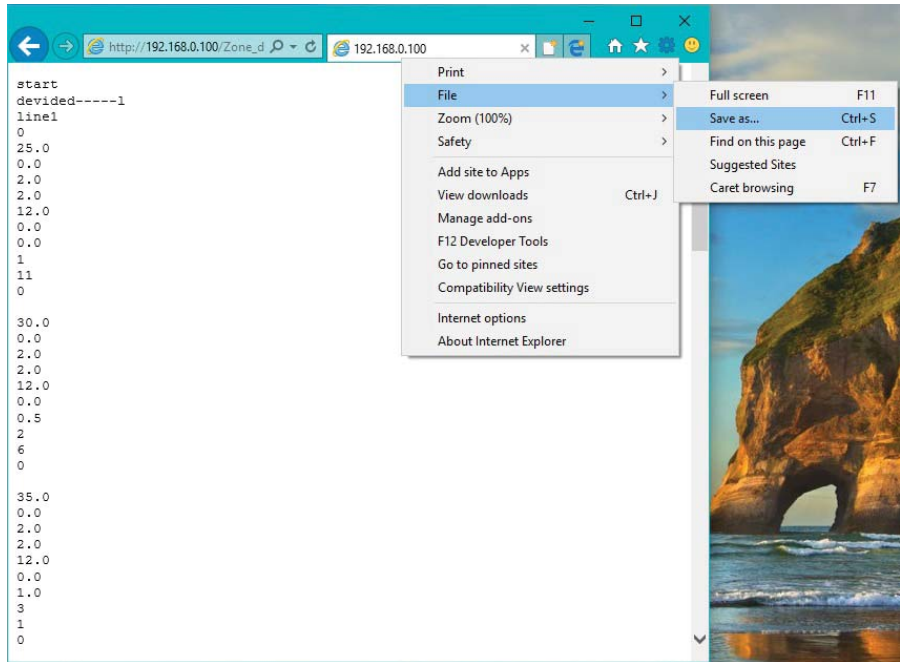 http://192.168.0.100/Zone_d
192.168.0.100
start
devided-----l
line1
0
25.0
0.0
2.0
2.0
12.0
0.0
0.0
1
11
0
30.0
0.0
2.0
2.0
12.0
0.0
0.5
2
6
0
35.0
0.0
2.0
2.0
12.0
0.0
1.0
3
1
0
Print
File
Zoom (100%)
Safety
Add site to Apps
View downloads Ctrl+J
Manage add-ons
F12 Developer Tools
Go to pinned sites
Compatibility View settings
Internet options
About Internet Explorer
Full screen F11
Save as... Ctrl+S
Find on this page Ctrl+F
Suggested Sites
Caret browsing F7